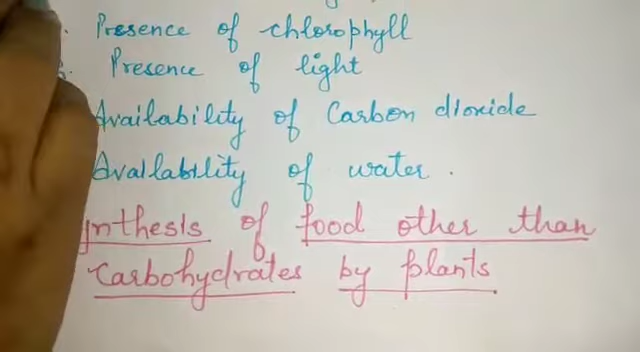 Presence of chlorophyll
Presence of light
Availability of Carbon dioxide
Availability of water.
ynthesis of food other than
Carbohydrates by plants